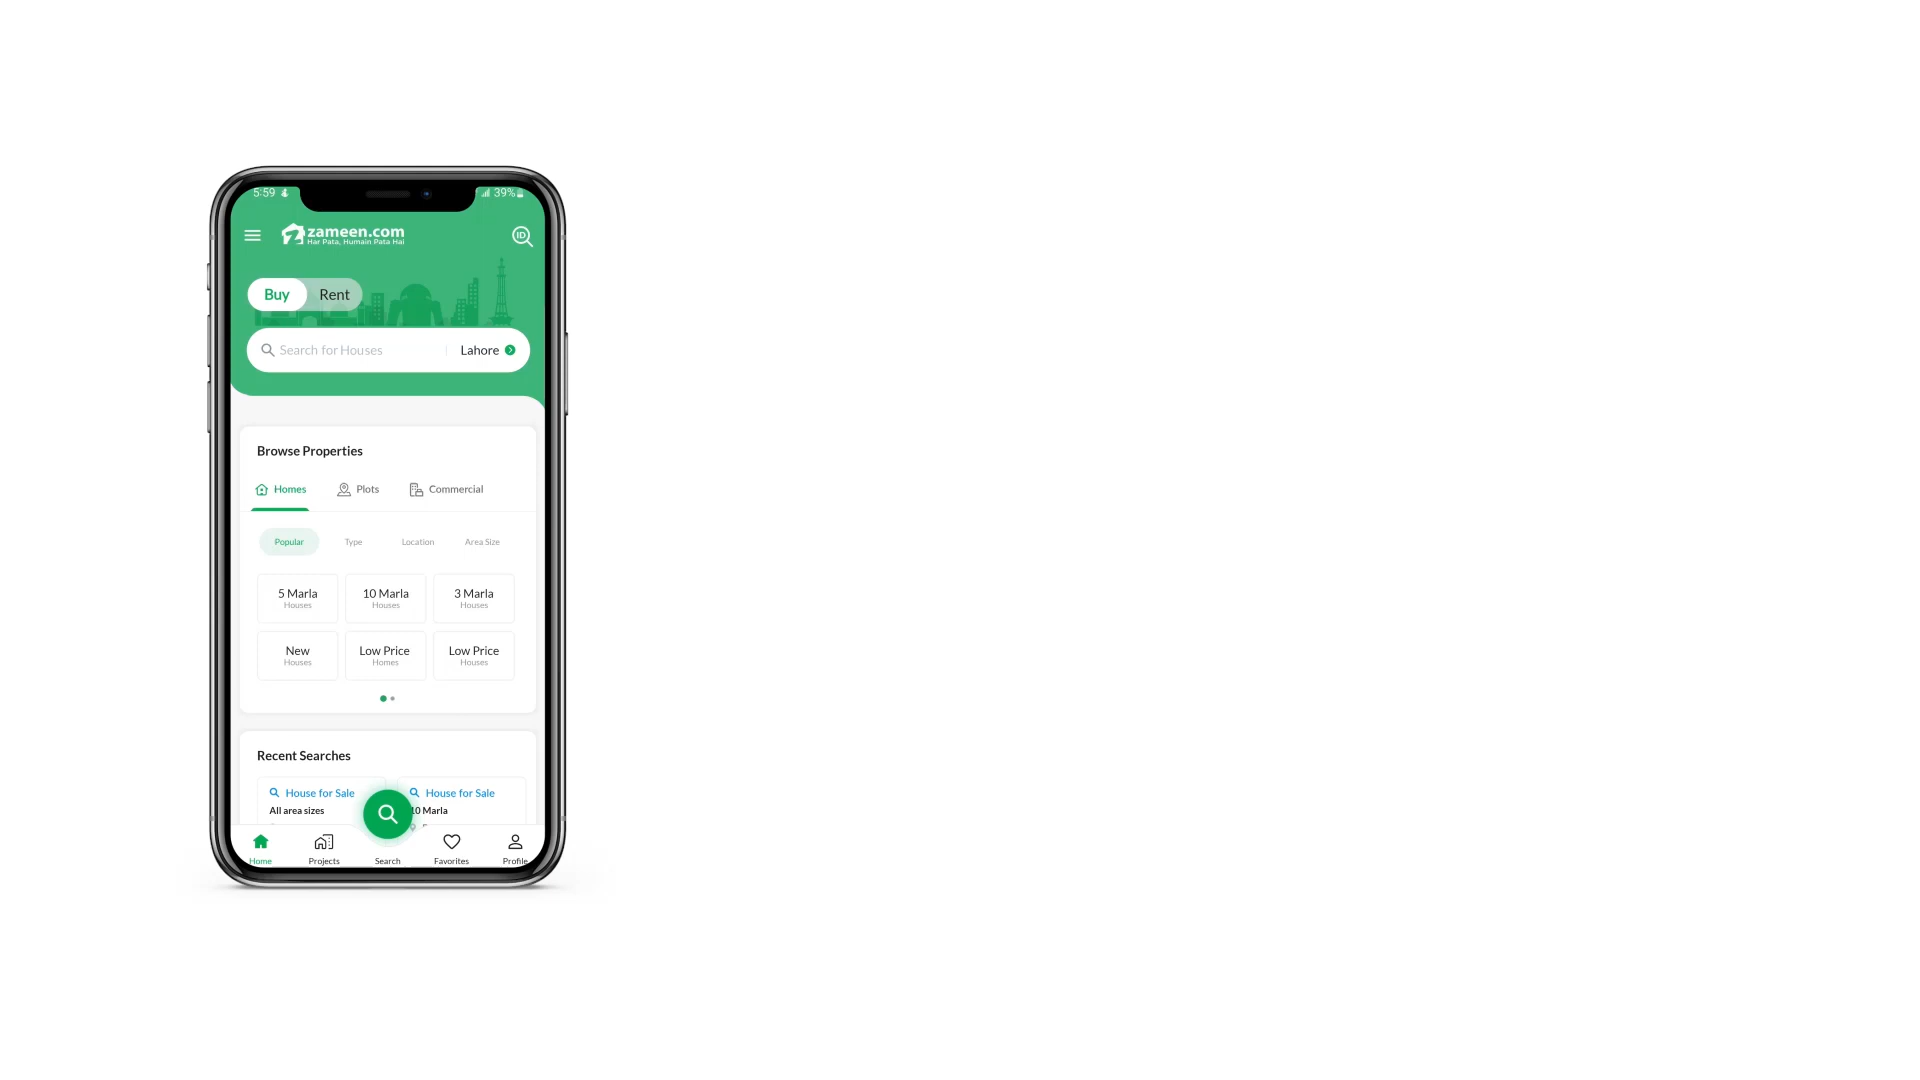 5:59
39%
zameen.com
Har Pata, Humain Pata Hai
ID
Buy Rent
Search for Houses Lahore
Browse Properties
Homes Plots Commercial
Popular Type Location Area Size
5 Marla 10 Marla 3 Marla
Houses Houses Houses
New Low Price Low Price
Houses Homes Houses
Recent Searches
House for Sale House for Sale
All area sizes 10 Marla
Home Projects Search Favorites Profile